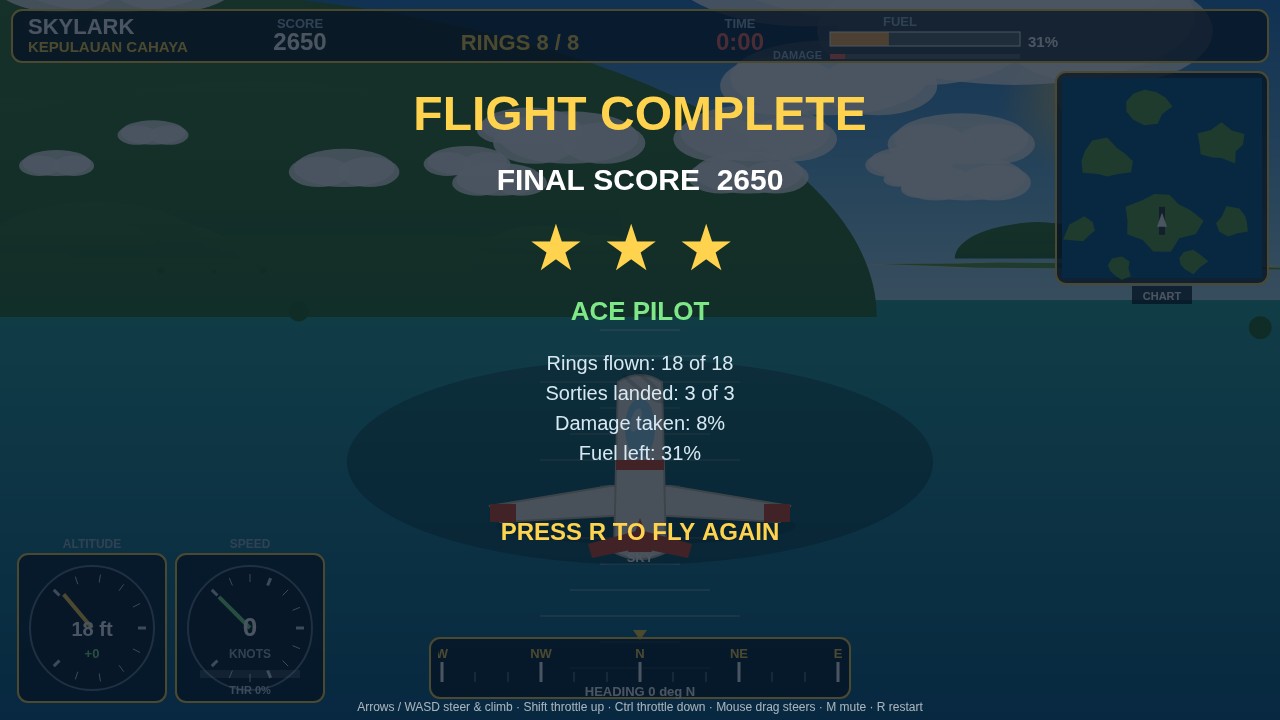 SKYLARK
KEPULAUAN CAHAYA
SCORE
2650
RINGS 8 / 8
TIME
0:00
FUEL
31%
DAMAGE
CHART
FLIGHT COMPLETE
FINAL SCORE 2650
ACE PILOT
Rings flown: 18 of 18
Sorties landed: 3 of 3
Damage taken: 8%
Fuel left: 31%
PRESS R TO FLY AGAIN
SKY
ALTITUDE
18 ft
+0
SPEED
0
KNOTS
THR 0%
W NW N NE E
HEADING 0 deg N
Arrows / WASD steer & climb · Shift throttle up · Ctrl throttle down · Mouse drag steers · M mute · R restart